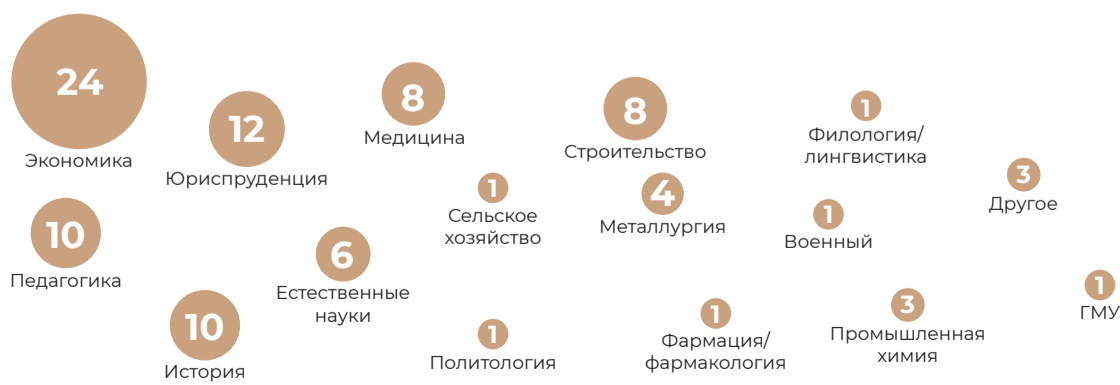 24
Экономика
12
Юриспруденция
8
Медицина
8
Строительство
1
Филология/
лингвистика
10
Педагогика
1
Сельское
хозяйство
4
Металлургия
1
Военный
3
Другое
10
История
6
Естественные
науки
1
Политология
1
Фармация/
фармакология
3
Промышленная
химия
1
ГМУ